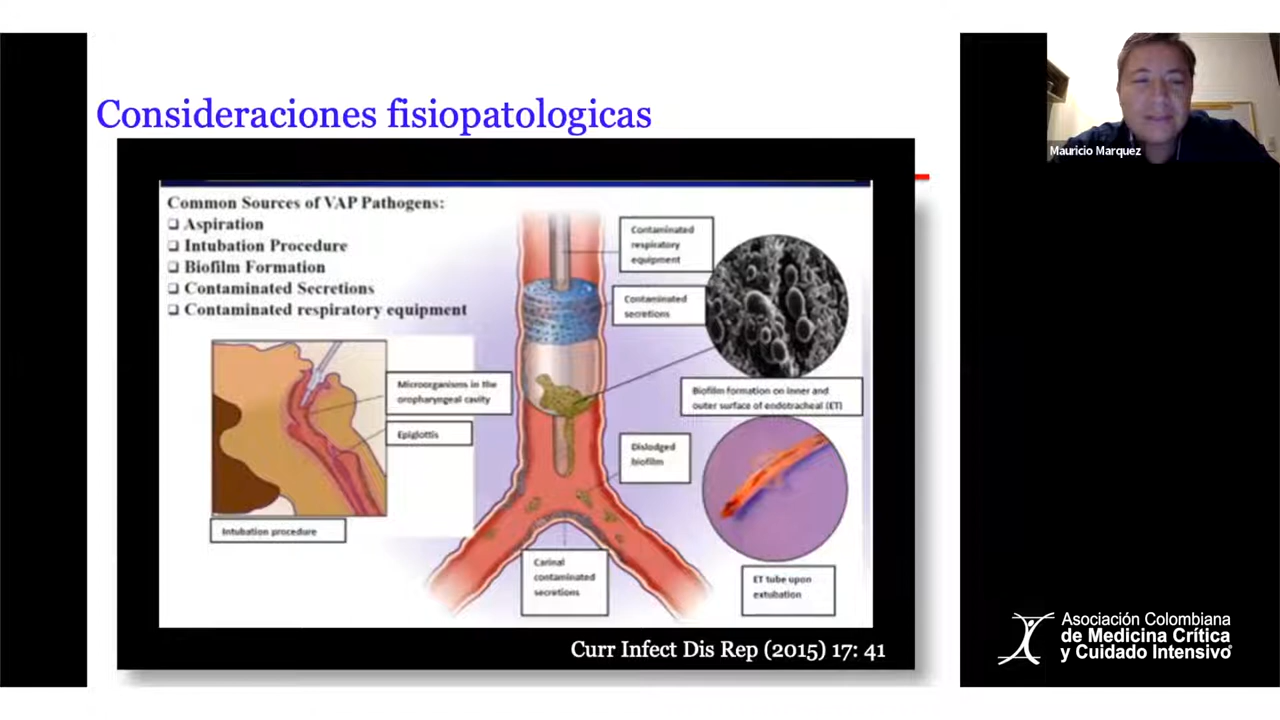 Consideraciones fisiopatologicas
Mauricio Marquez
Common Sources of VAP Pathogens:
❑ Aspiration
❑ Intubation Procedure
❑ Biofilm Formation
❑ Contaminated Secretions
❑ Contaminated respiratory equipment
Contaminated
respiratory
equipment
Contaminated
secretions
Microorganisms in the
oropharyngeal cavity
Epiglottis
Intubation procedure
Biofilm formation on inner and
outer surface of endotracheal (ET)
Dislodged
biofilm
Carinal
contaminated
secretions
ET tube upon
extubation
Curr Infect Dis Rep (2015) 17: 41
Asociación Colombiana
de Medicina Crítica
y Cuidado Intensivo